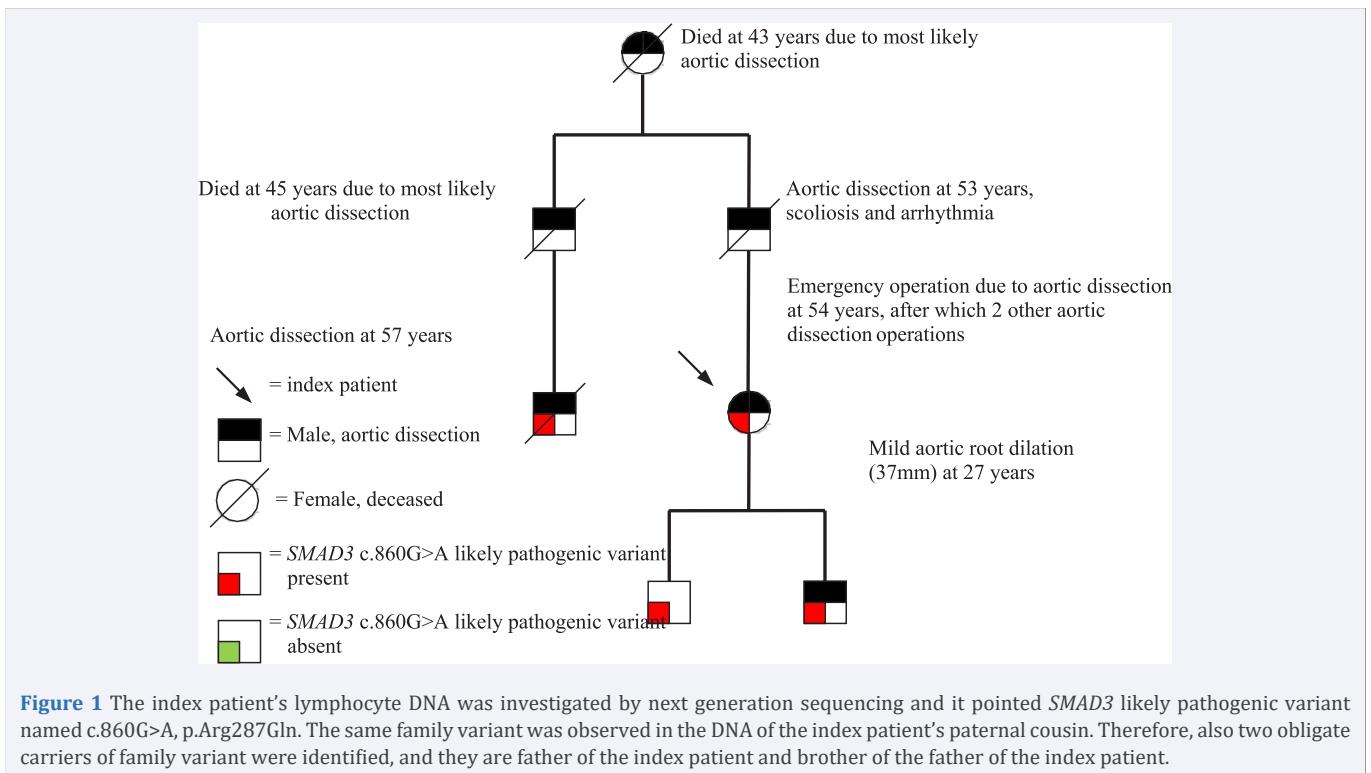 Died at 43 years due to most likely
aortic dissection
Died at 45 years due to most likely
aortic dissection
Aortic dissection at 53 years,
scoliosis and arrhythmia
Emergency operation due to aortic dissection
at 54 years, after which 2 other aortic
dissection operations
Aortic dissection at 57 years
= index patient
= Male, aortic dissection
Mild aortic root dilation
(37mm) at 27 years
= Female, deceased
= SMAD3 c.860G>A likely pathogenic variant
present
= SMAD3 c.860G>A likely pathogenic variant
absent
Figure 1 The index patient's lymphocyte DNA was investigated by next generation sequencing and it pointed SMAD3 likely pathogenic variant
named c.860G>A, p.Arg287Gln. The same family variant was observed in the DNA of the index patient's paternal cousin. Therefore, also two obligate
carriers of family variant were identified, and they are father of the index patient and brother of the father of the index patient.